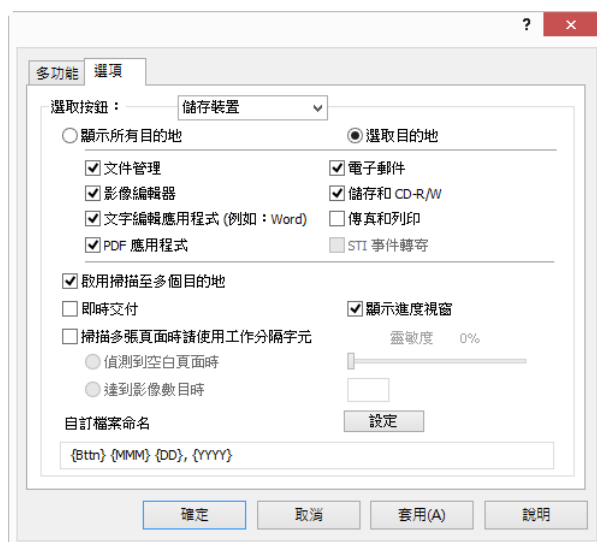 ?
多功能 選項
選取按鈕： 儲存裝置
顯示所有目的地 選取目的地
文件管理 電子郵件
影像編輯器 儲存和 CD-R/W
文字編輯應用程式 (例如：Word) 傳真和列印
PDF 應用程式 STI 事件轉寄
啟用掃描至多個目的地
即時交付 顯示進度視窗
掃描多張頁面時請使用工作分隔字元 靈敏度 0%
偵測到空白頁面時
達到影像數目時
自訂檔案命名 設定
{Bttn} {MMM} {DD}, {YYYY}
確定 取消 套用(A) 說明